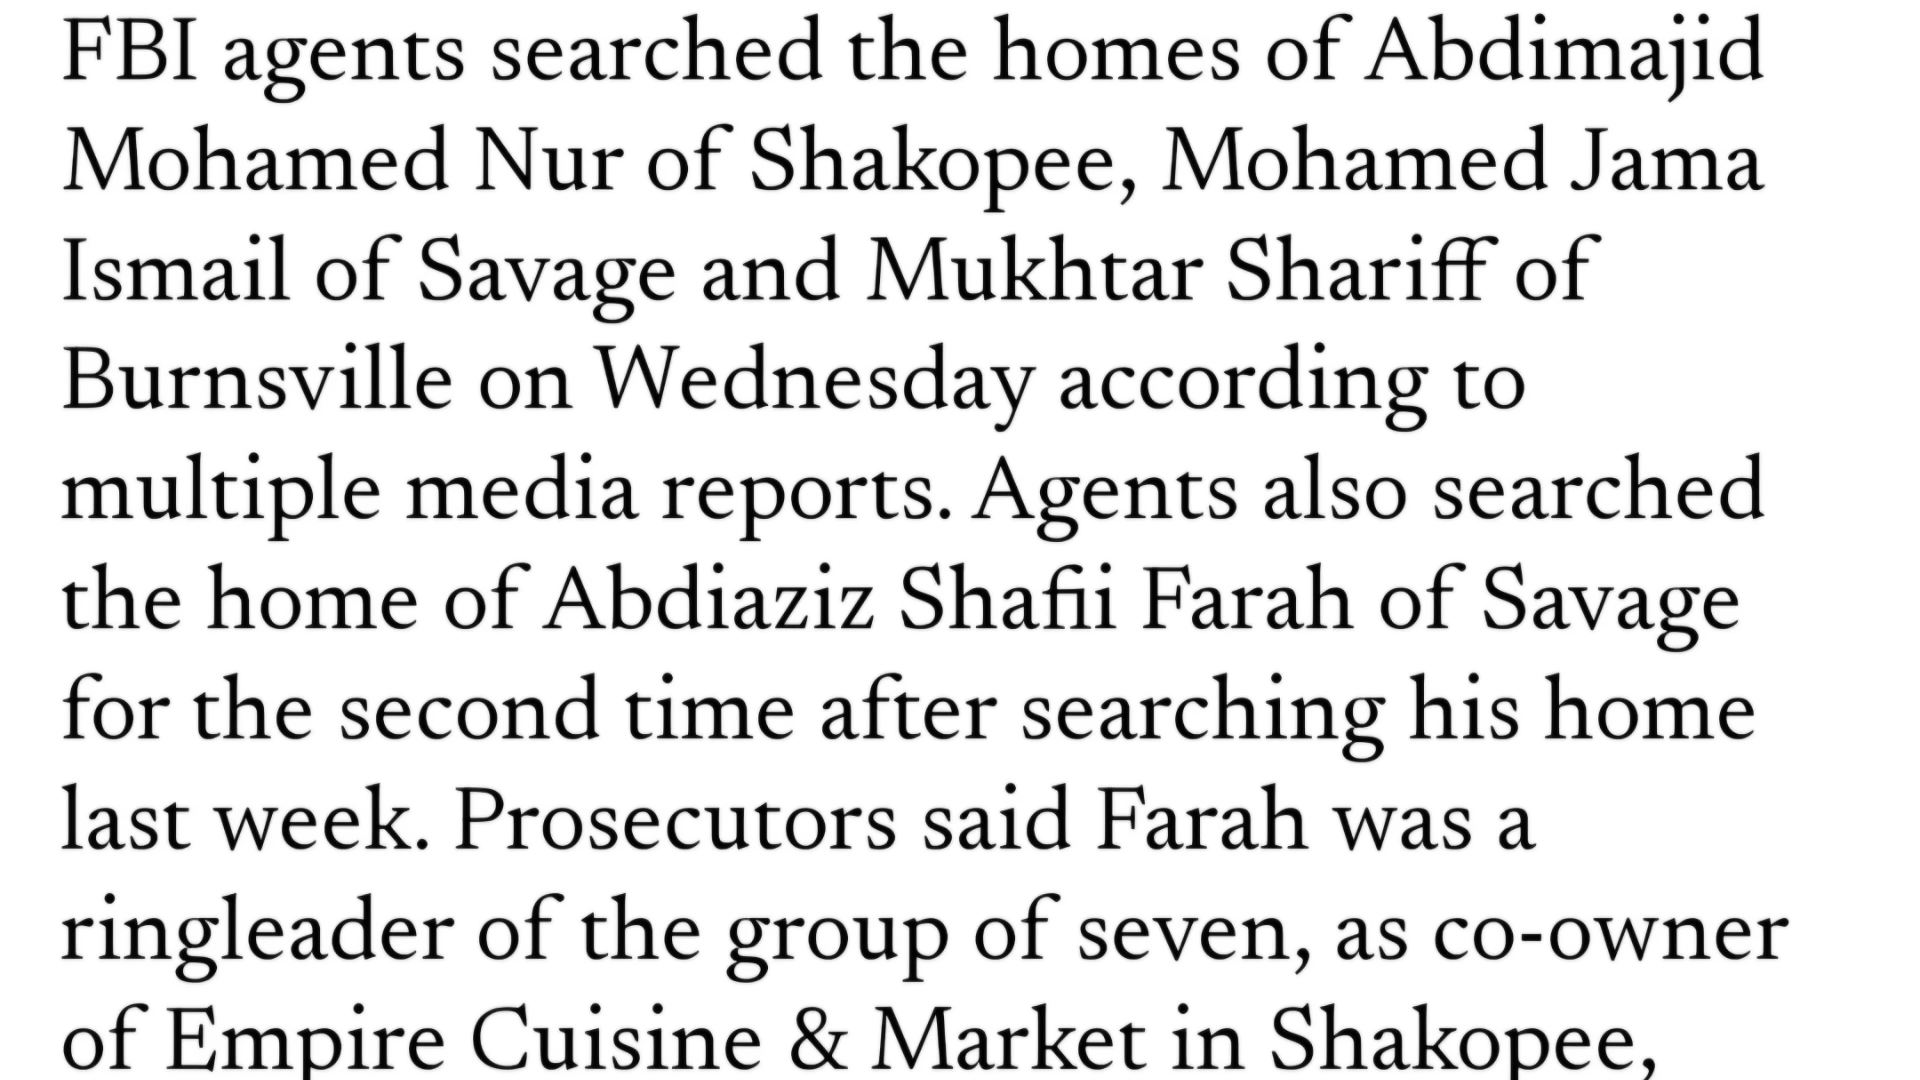 FBI agents searched the homes of Abdimajid
Mohamed Nur of Shakopee, Mohamed Jama
Ismail of Savage and Mukhtar Shariff of
Burnsville on Wednesday according to
multiple media reports. Agents also searched
the home of Abdiaziz Shafii Farah of Savage
for the second time after searching his home
last week. Prosecutors said Farah was a
ringleader of the group of seven, as co-owner
of Empire Cuisine & Market in Shakopee,